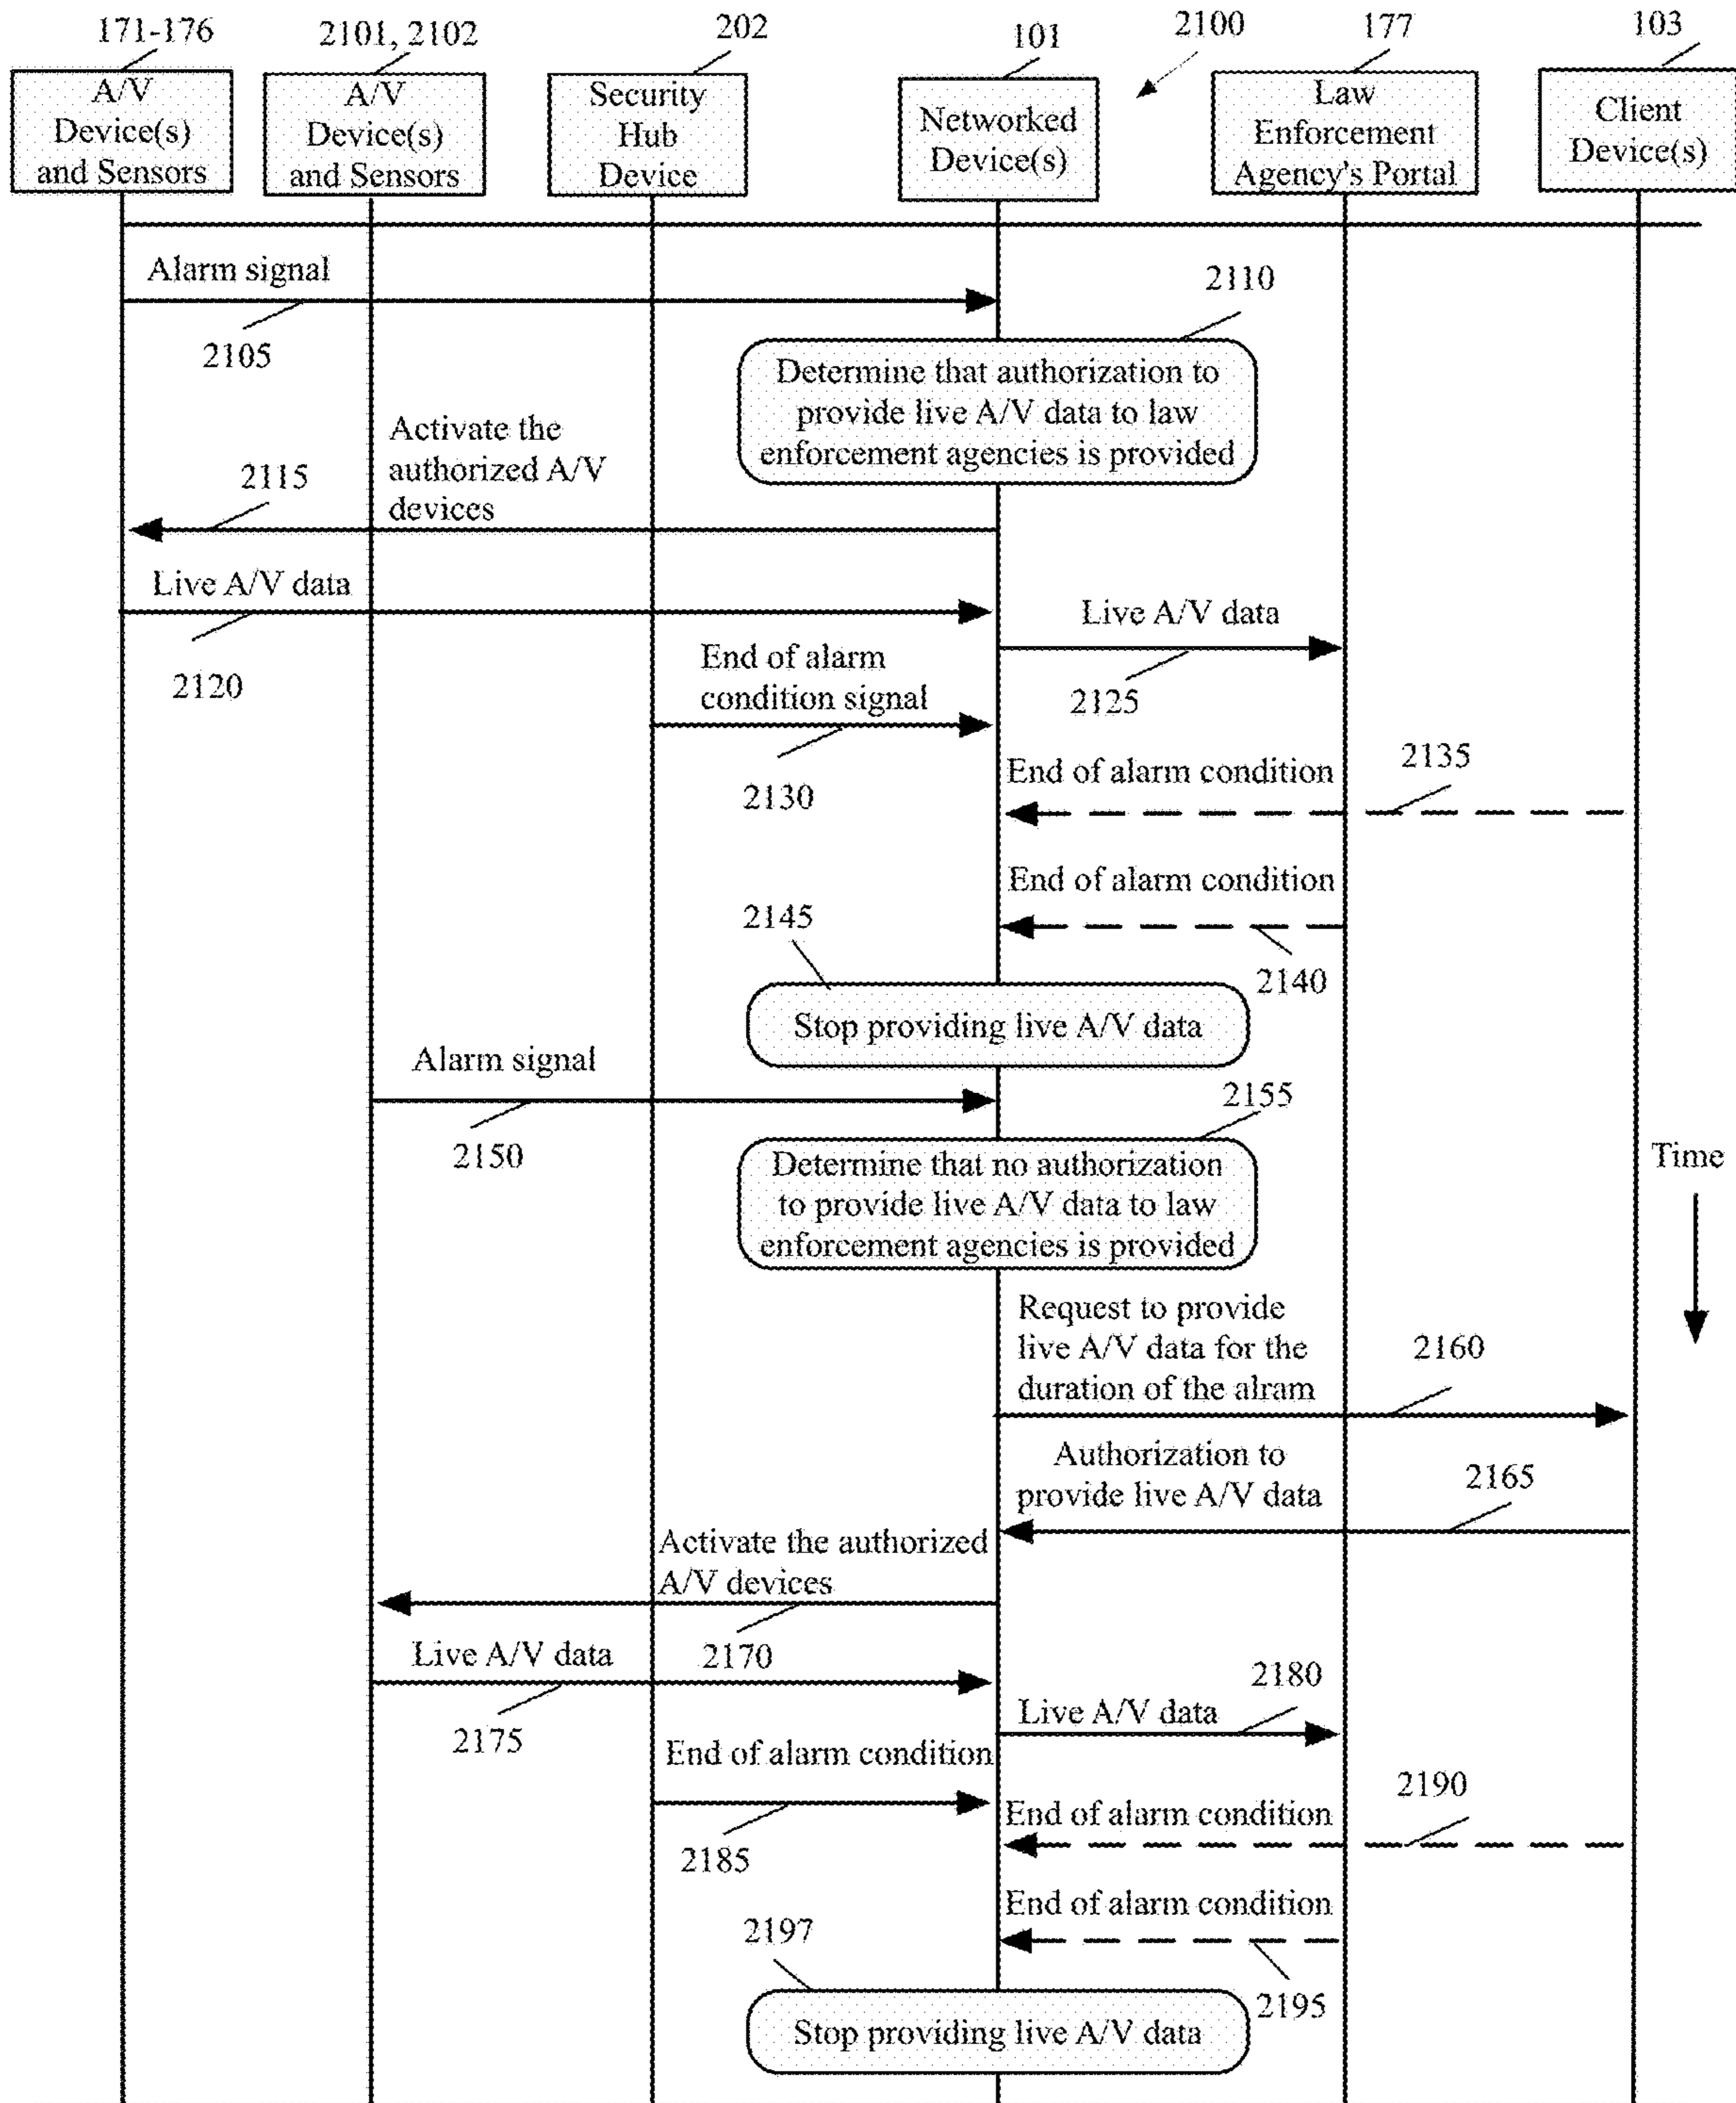 171-176
2101, 2102
202
101
2100
177
103
A/V
Device(s)
and Sensors
A/V
Device(s)
and Sensors
Security
Hub
Device
Networked
Device(s)
Law
Enforcement
Agency's Portal
Client
Device(s)
Alarm signal
2105
2110
Determine that authorization to
provide live A/V data to law
enforcement agencies is provided
Activate the
authorized A/V
devices
2115
Live A/V data
2120
Live A/V data
2125
End of alarm
condition signal
2130
2135
End of alarm condition
End of alarm condition
2140
2145
Stop providing live A/V data
Alarm signal
2150
2155
Determine that no authorization
to provide live A/V data to law
enforcement agencies is provided
Time
Request to provide
live A/V data for the
duration of the alram
2160
Authorization to
provide live A/V data
2165
Activate the authorized
A/V devices
2170
Live A/V data
2175
2180
Live A/V data
End of alarm condition
2185
2190
End of alarm condition
End of alarm condition
2195
2197
Stop providing live A/V data